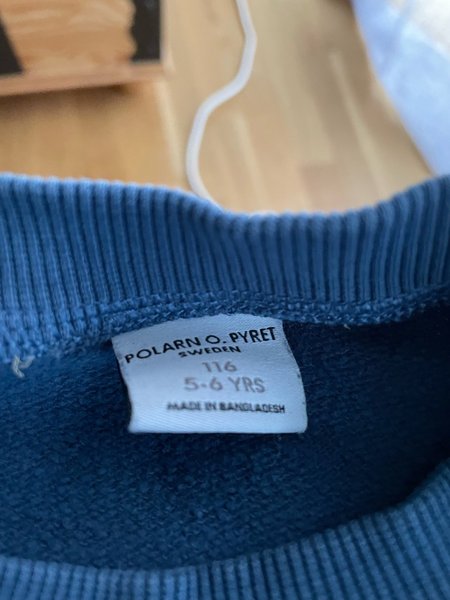 POLARN O. PYRET
SWEDEN
116
5-6 YRS
MADE IN BANGLADESH